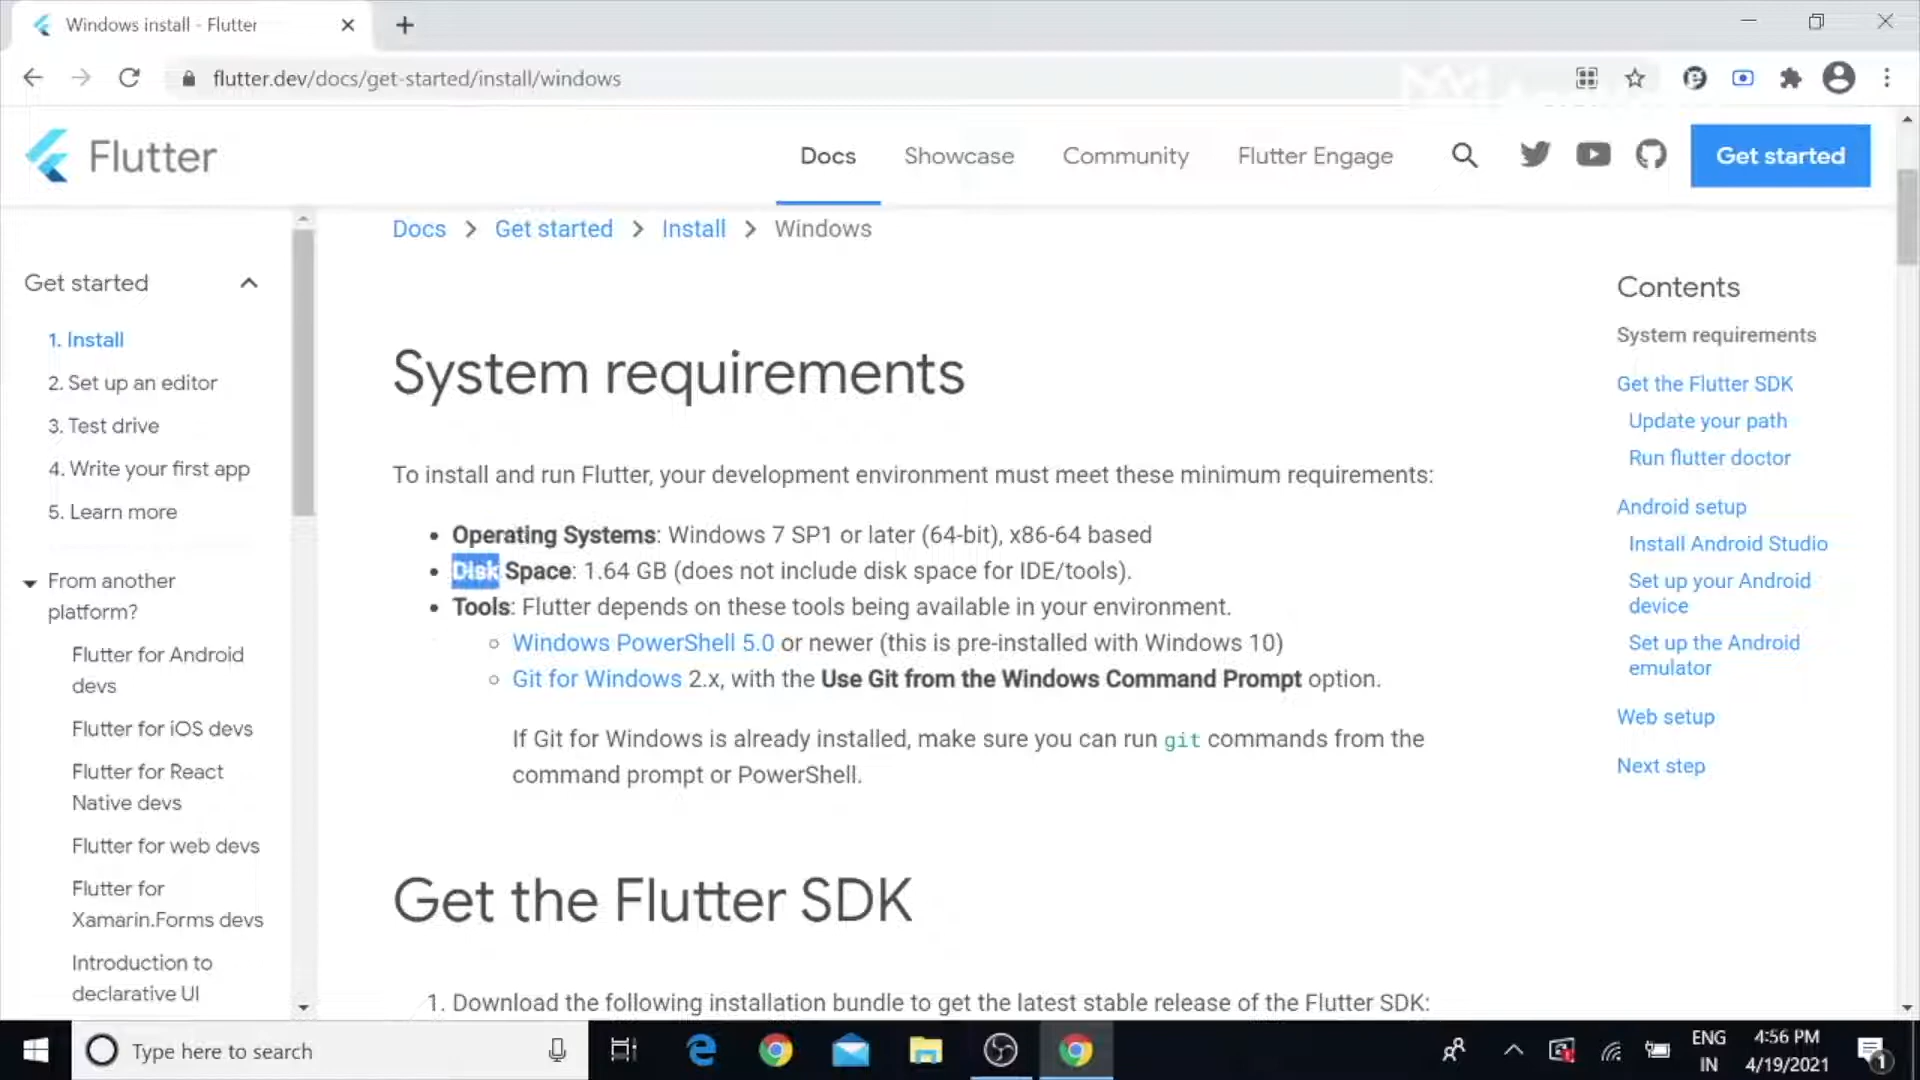 Windows install - Flutter
flutter.dev/docs/get-started/install/windows
Flutter
Docs
Showcase
Community
Flutter Engage
Get started
Docs > Get started > Install > Windows
Get started
1. Install
2. Set up an editor
3. Test drive
4. Write your first app
5. Learn more
From another
platform?
Flutter for Android
devs
Flutter for iOS devs
Flutter for React
Native devs
Flutter for web devs
Flutter for
Xamarin.Forms devs
Introduction to
declarative UI
System requirements
To install and run Flutter, your development environment must meet these minimum requirements:
• Operating Systems: Windows 7 SP1 or later (64-bit), x86-64 based
• Disk Space: 1.64 GB (does not include disk space for IDE/tools).
• Tools: Flutter depends on these tools being available in your environment.
○ Windows PowerShell 5.0 or newer (this is pre-installed with Windows 10)
○ Git for Windows 2.x, with the Use Git from the Windows Command Prompt option.
If Git for Windows is already installed, make sure you can run git commands from the
command prompt or PowerShell.
Get the Flutter SDK
1. Download the following installation bundle to get the latest stable release of the Flutter SDK:
Contents
System requirements
Get the Flutter SDK
Update your path
Run flutter doctor
Android setup
Install Android Studio
Set up your Android
device
Set up the Android
emulator
Web setup
Next step
Type here to search
ENG
IN
4:56 PM
4/19/2021
1